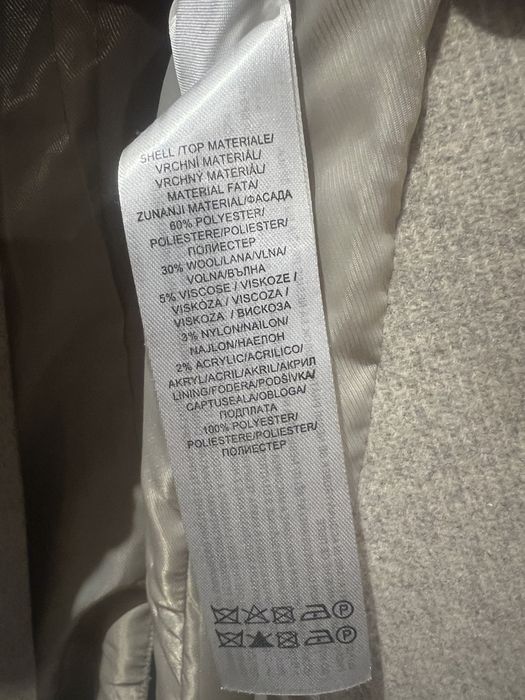 SHELL /TOP MATERIALE/
VRCHNÍ MATERIÁL/
VRCHNÝ MATERIÁL/
MATERIAL FATA/
ZUNANJI MATERIAL/ФАСАДА
60% POLYESTER/
POLIESTERE/POLIESTER/
ПОЛИЕСТЕР
30% WOOL/LANA/VLNA/
VOLNA/ВЪЛНА
5% VISCOSE / VISKOZE /
VISKÓZA / VISCOZA /
VISKOZA / ВИСКОЗА
3% NYLON/NAILON/
NAJLON/НАЕЛОН
2% ACRYLIC/ACRILICO/
AKRYL/ACRIL/AKRIL/АКРИЛ
LINING/FODERA/PODŠÍVKA/
CAPTUSEALA/OBLOGA/
ПОДПЛАТА
100% POLYESTER/
POLIESTERE/POLIESTER/
ПОЛИЕСТЕР
P
P